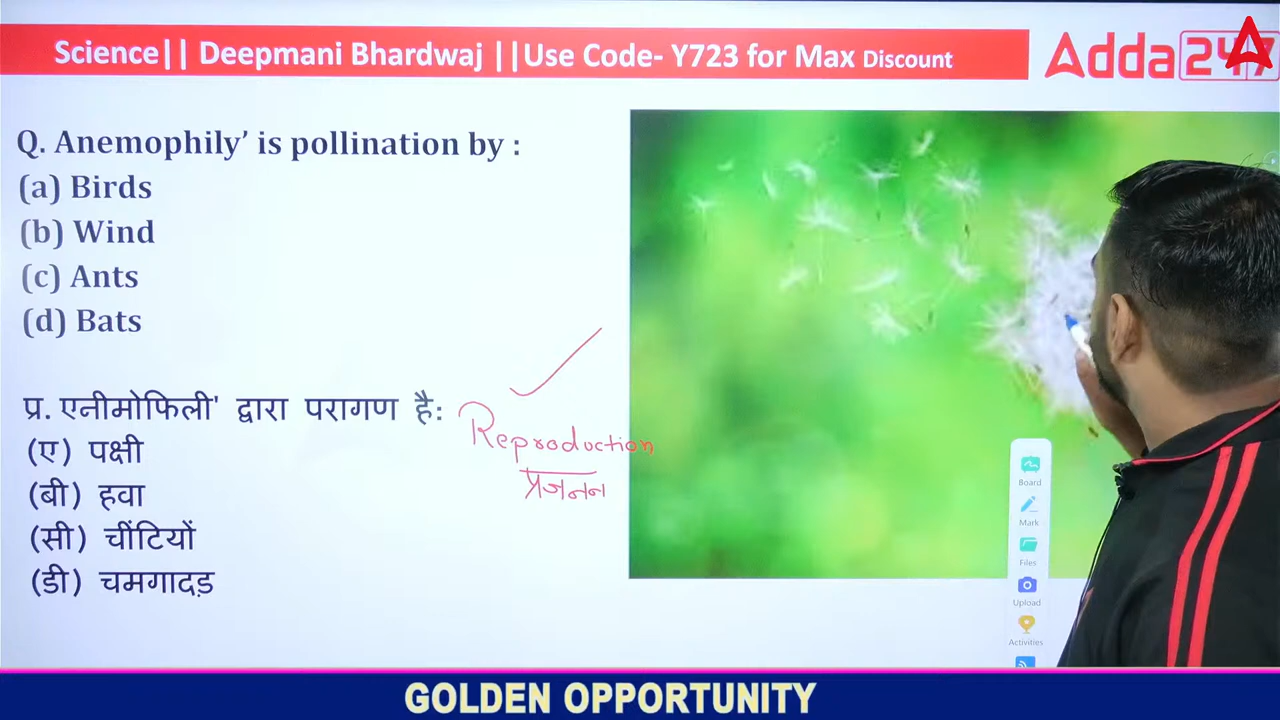 Science|| Deepmani Bhardwaj ||Use Code- Y723 for Max Discount
Adda247
Q. Anemophily' is pollination by :
(a) Birds
(b) Wind
(c) Ants
(d) Bats
प्र. एनीमोफिली' द्वारा परागण है:
(ए) पक्षी
(बी) हवा
(सी) चींटियों
(डी) चमगादड़
Reproduction
प्रजनन
Board
Mark
Files
Upload
Activities
GOLDEN OPPORTUNITY